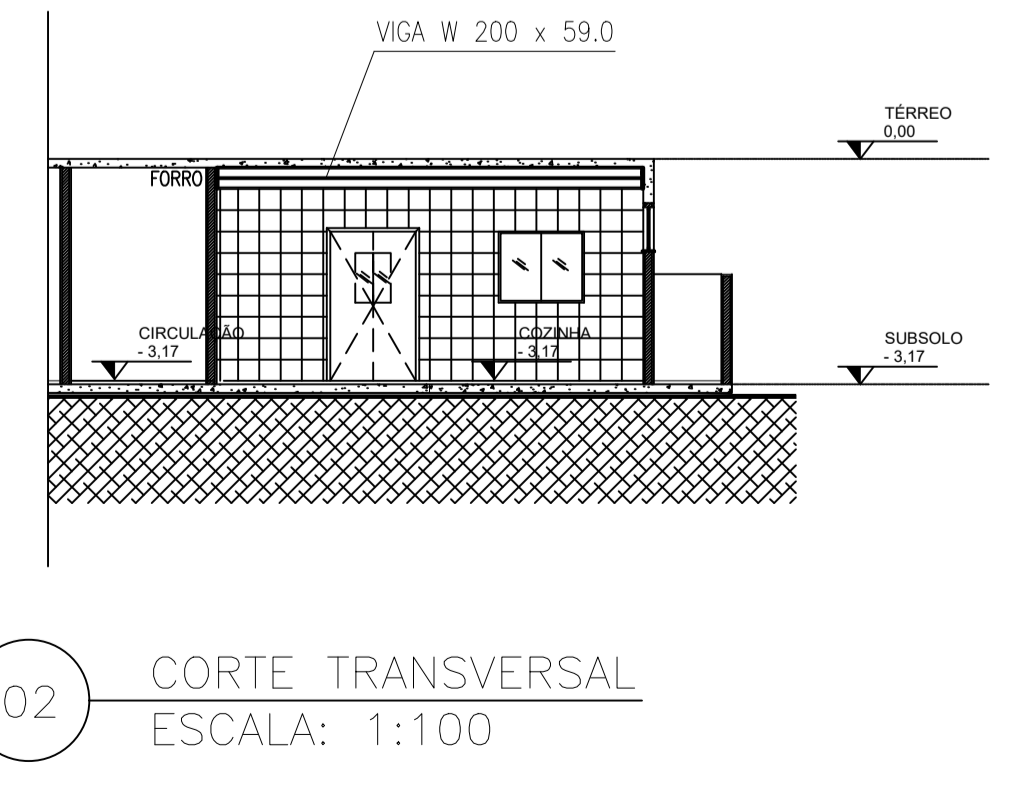 VIGA W 200 x 59.0
TÉRREO
0,00
FORRO
CIRCULAÇÃO
- 3,17
COZINHA
- 3,17
SUBSOLO
- 3,17
02
CORTE TRANSVERSAL
ESCALA: 1:100